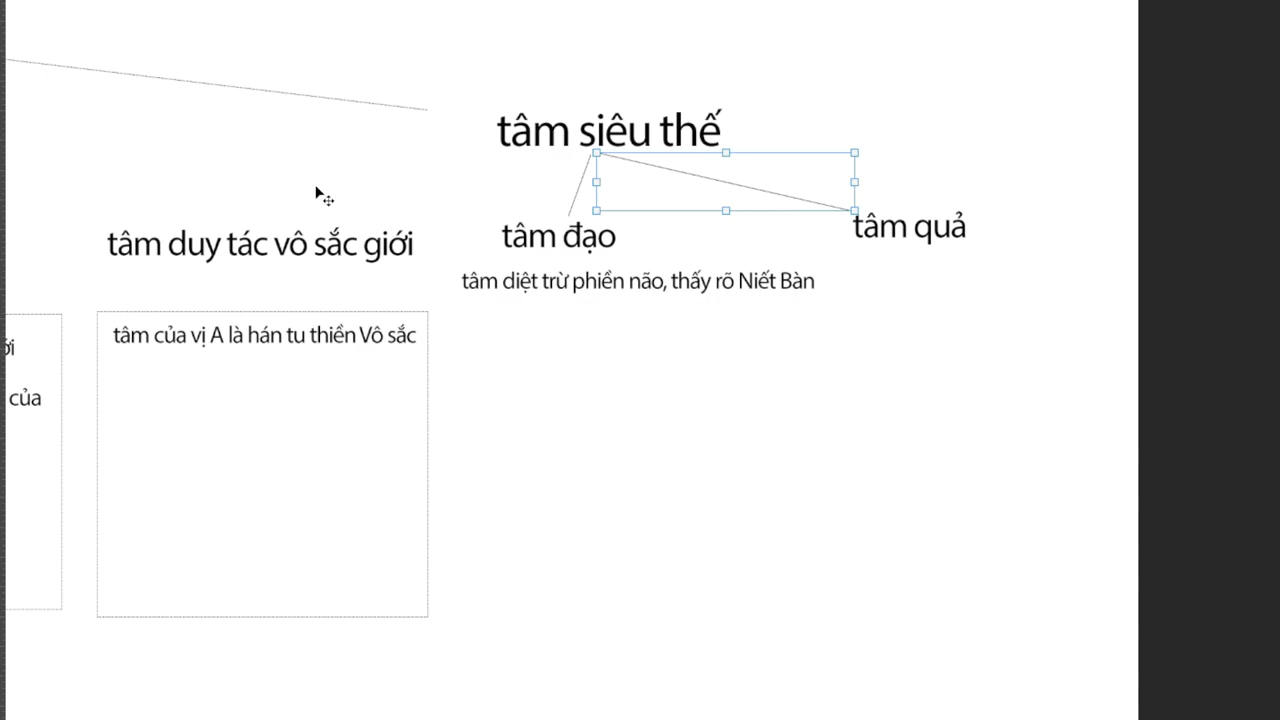 tâm siêu thế
tâm đạo
tâm quả
tâm duy tác vô sắc giới
tâm diệt trừ phiền não, thấy rõ Niết Bàn
tâm của vị A là hán tu thiền Vô sắc
của